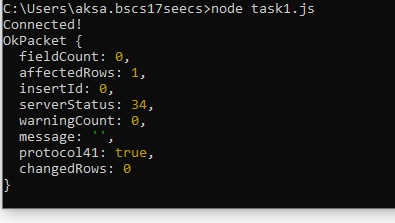 C:\Users\aksa.bscs17seecs>node task1.js
Connected!
OkPacket {
  fieldCount: 0,
  affectedRows: 1,
  insertId: 0,
  serverStatus: 34,
  warningCount: 0,
  message: '',
  protocol41: true,
  changedRows: 0
}